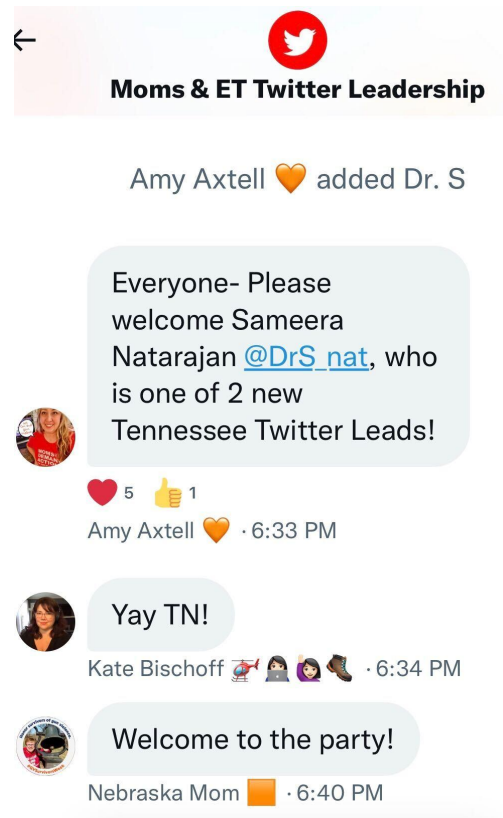 Moms & ET Twitter Leadership
Amy Axtell 🧡 added Dr. S
Everyone- Please
welcome Sameera
Natarajan @DrS_nat, who
is one of 2 new
Tennessee Twitter Leads!
❤️ 5 👍 1
Amy Axtell 🧡 · 6:33 PM
Yay TN!
Kate Bischoff 🚁👩🏻‍💻🙋🏻‍♀️🥾 · 6:34 PM
Welcome to the party!
Nebraska Mom 🟧 · 6:40 PM